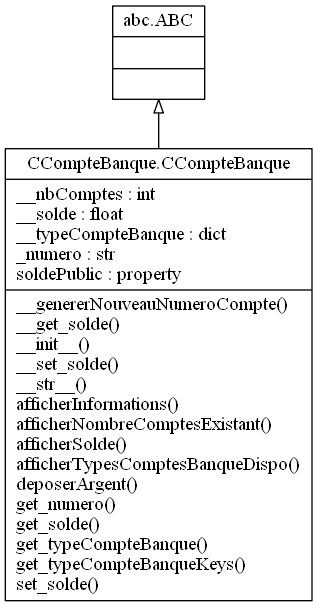 abc.ABC
CCompteBanque.CCompteBanque
__nbComptes : int
__solde : float
__typeCompteBanque : dict
_numero : str
soldePublic : property
__genererNouveauNumeroCompte()
__get_solde()
__init__()
__set_solde()
__str__()
afficherInformations()
afficherNombreComptesExistant()
afficherSolde()
afficherTypesComptesBanqueDispo()
deposerArgent()
get_numero()
get_solde()
get_typeCompteBanque()
get_typeCompteBanqueKeys()
set_solde()